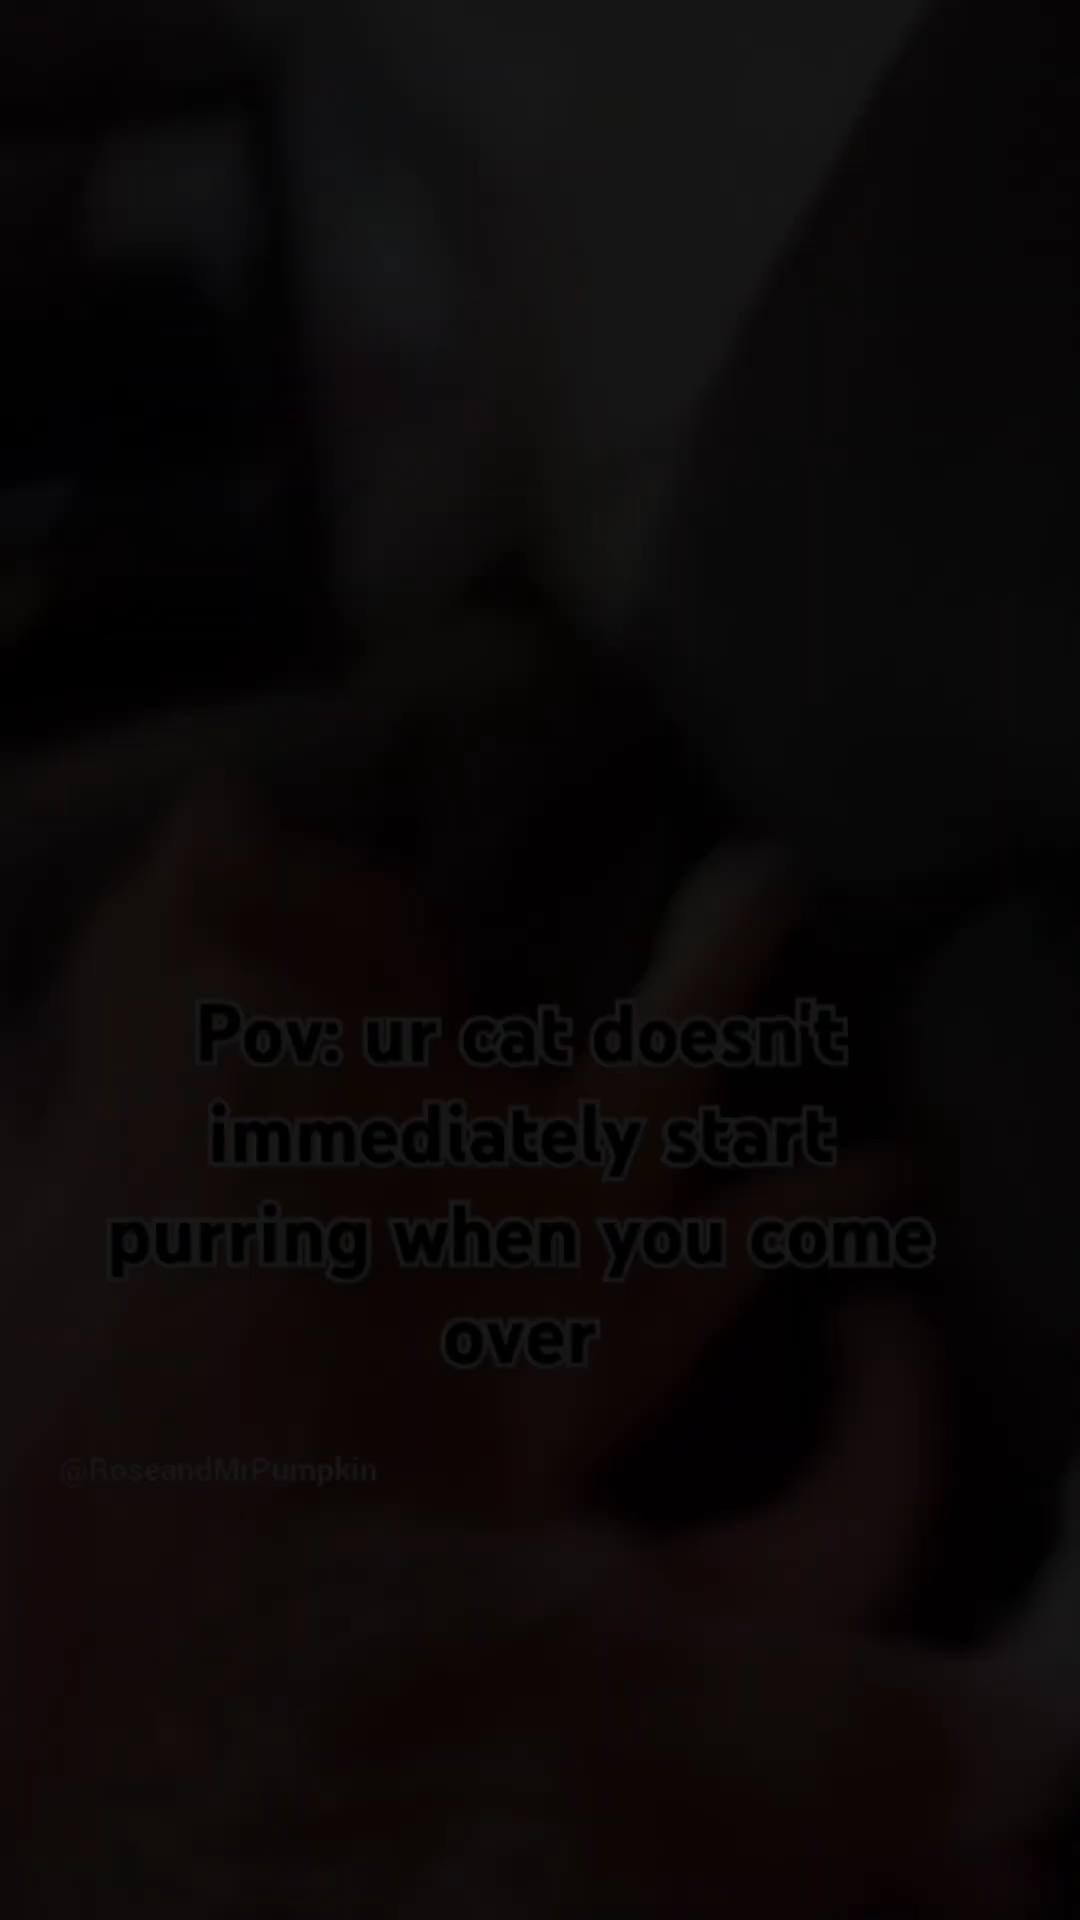 Pov: ur cat doesn't
immediately start
purring when you come
over
@RoseandMrPumpkin